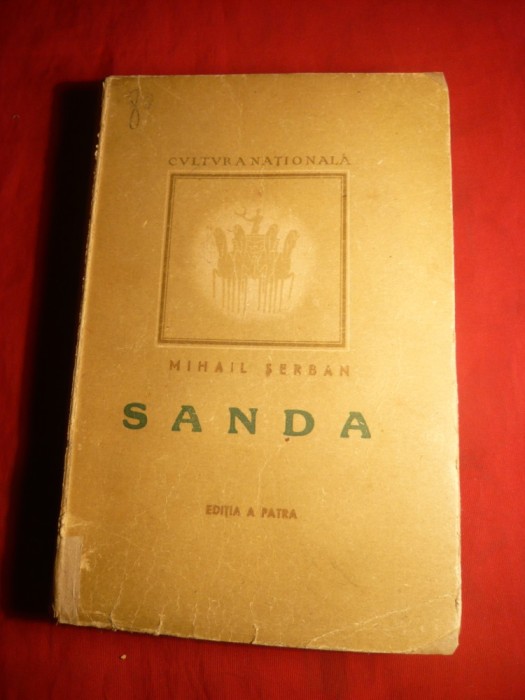 CVLTVRA NAȚIONALĂ
MIHAIL ȘERBAN
SANDA
EDIȚIA A PATRA